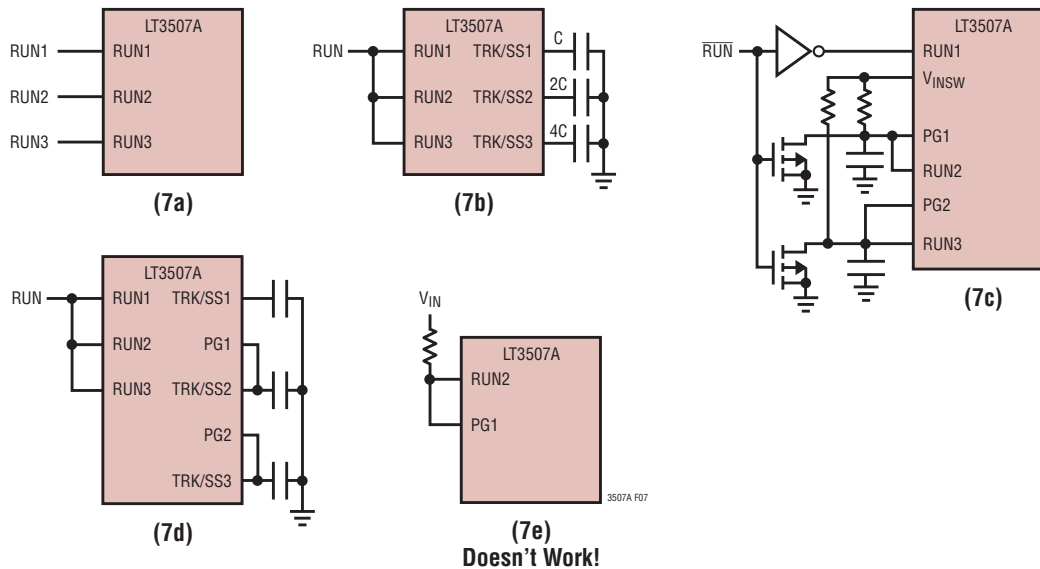 LT3507A
RUN1 RUN1
RUN2 RUN2
RUN3 RUN3
(7a)
LT3507A
RUN RUN1 TRK/SS1 C
RUN2 TRK/SS2 2C
RUN3 TRK/SS3 4C
(7b)
LT3507A
RUN RUN1
VINSW
PG1
RUN2
PG2
RUN3
(7c)
LT3507A
RUN RUN1 TRK/SS1
RUN2 PG1
RUN3 TRK/SS2
PG2
TRK/SS3
(7d)
VIN
LT3507A
RUN2
PG1
3507A F07
(7e)
Doesn't Work!